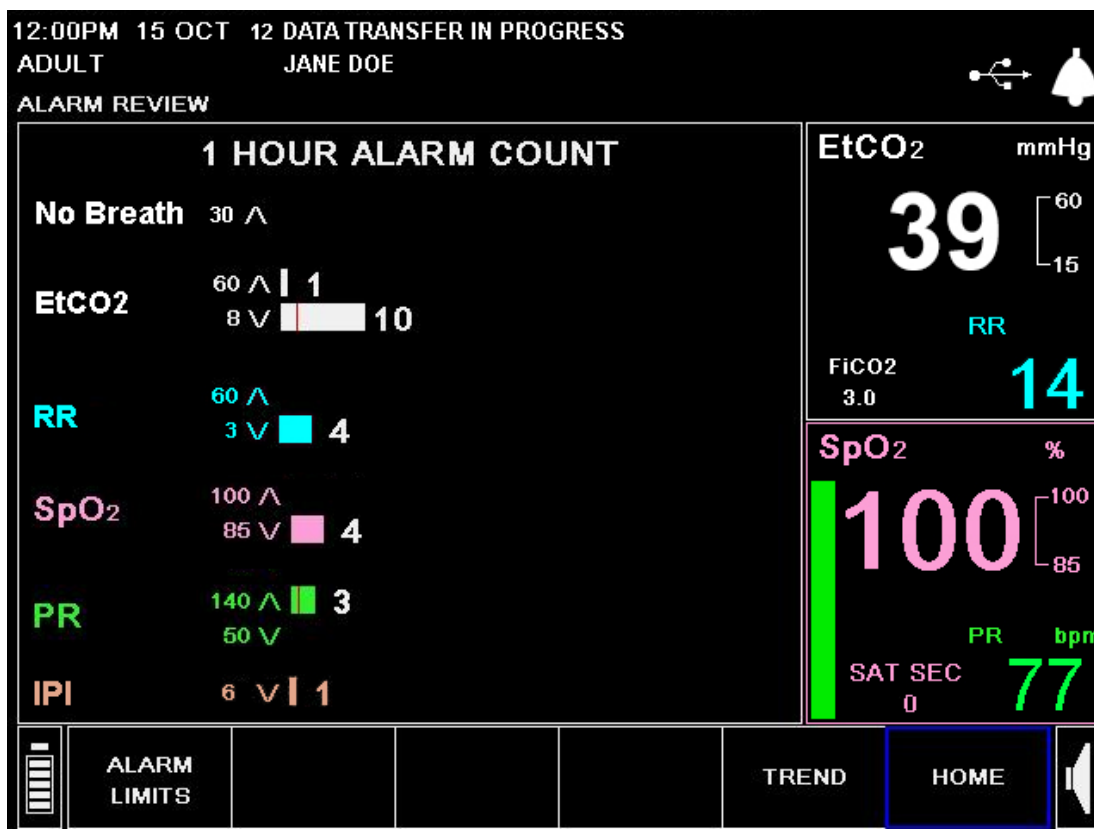 12:00PM 15 OCT 12 DATA TRANSFER IN PROGRESS
ADULT JANE DOE
ALARM REVIEW
1 HOUR ALARM COUNT
No Breath 30
EtCO2
60 1
8 10
RR
60
3 4
SpO2
100
85 4
PR
140 3
50
IPI 6 1
EtCO2 mmHg
39
60
15
RR
14
FiCO2
3.0
SpO2 %
100
100
85
PR bpm
77
SAT SEC
0
ALARM
LIMITS
TREND
HOME